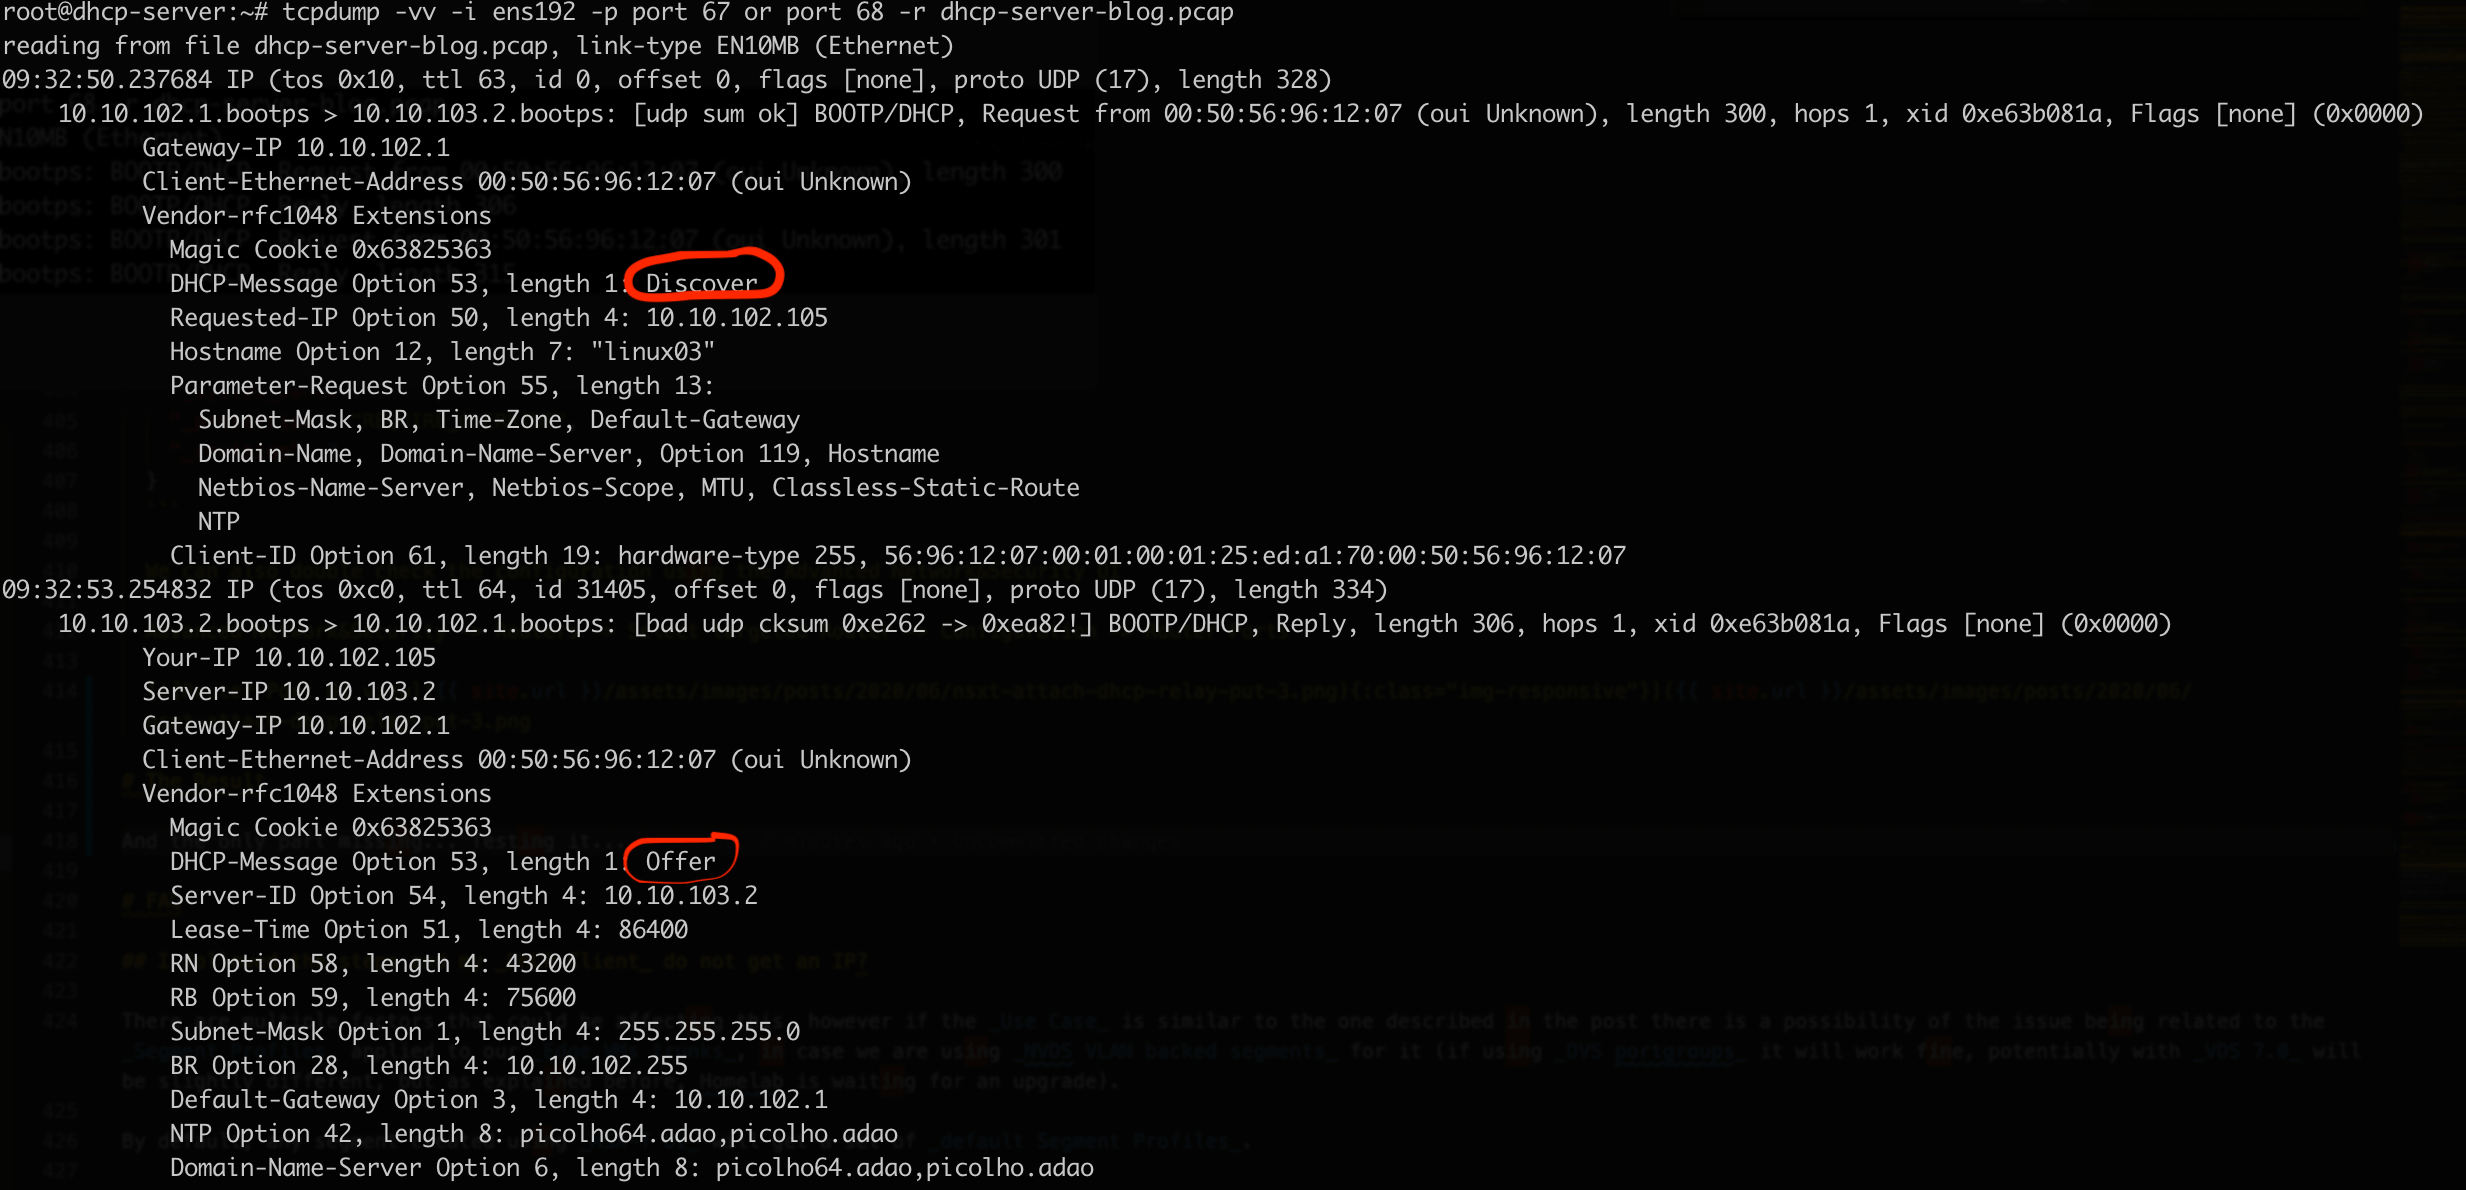 root@dhcp-server:~# tcpdump -vv -i ens192 -p port 67 or port 68 -r dhcp-server-blog.pcap
reading from file dhcp-server-blog.pcap, link-type EN10MB (Ethernet)
09:32:50.237684 IP (tos 0x10, ttl 63, id 0, offset 0, flags [none], proto UDP (17), length 328)
10.10.102.1.bootps > 10.10.103.2.bootps: [udp sum ok] BOOTP/DHCP, Request from 00:50:56:96:12:07 (oui Unknown), length 300, hops 1, xid 0xe63b081a, Flags [none] (0x0000)
Gateway-IP 10.10.102.1
Client-Ethernet-Address 00:50:56:96:12:07 (oui Unknown)
Vendor-rfc1048 Extensions
Magic Cookie 0x63825363
DHCP-Message Option 53, length 1: Discover
Requested-IP Option 50, length 4: 10.10.102.105
Hostname Option 12, length 7: "linux03"
Parameter-Request Option 55, length 13:
Subnet-Mask, BR, Time-Zone, Default-Gateway
Domain-Name, Domain-Name-Server, Option 119, Hostname
Netbios-Name-Server, Netbios-Scope, MTU, Classless-Static-Route
NTP
Client-ID Option 61, length 19: hardware-type 255, 56:96:12:07:00:01:00:01:25:ed:a1:70:00:50:56:96:12:07
09:32:53.254832 IP (tos 0xc0, ttl 64, id 31405, offset 0, flags [none], proto UDP (17), length 334)
10.10.103.2.bootps > 10.10.102.1.bootps: [bad udp cksum 0xe262 -> 0xea82!] BOOTP/DHCP, Reply, length 306, hops 1, xid 0xe63b081a, Flags [none] (0x0000)
Your-IP 10.10.102.105
Server-IP 10.10.103.2
Gateway-IP 10.10.102.1
Client-Ethernet-Address 00:50:56:96:12:07 (oui Unknown)
Vendor-rfc1048 Extensions
Magic Cookie 0x63825363
DHCP-Message Option 53, length 1: Offer
Server-ID Option 54, length 4: 10.10.103.2
Lease-Time Option 51, length 4: 86400
RN Option 58, length 4: 43200
RB Option 59, length 4: 75600
Subnet-Mask Option 1, length 4: 255.255.255.0
BR Option 28, length 4: 10.10.102.255
Default-Gateway Option 3, length 4: 10.10.102.1
NTP Option 42, length 8: picolho64.adao,picolho.adao
Domain-Name-Server Option 6, length 8: picolho64.adao,picolho.adao